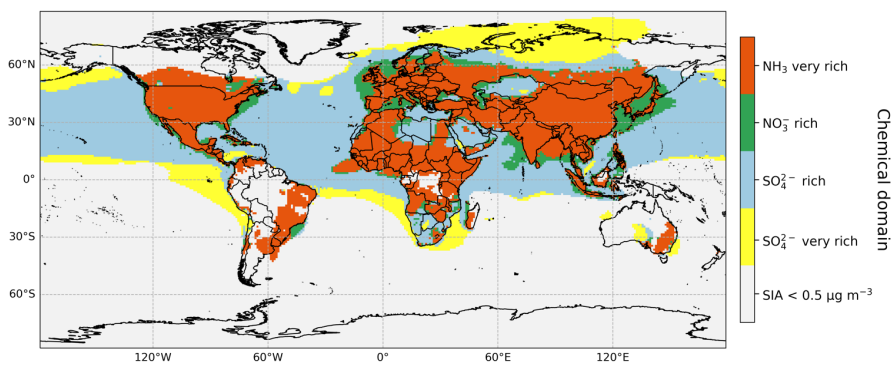 60°N
30°N
0°
30°S
60°S
120°W
60°W
0°
60°E
120°E
NH₃ very rich
NO₃⁻ rich
SO₄²⁻ rich
SO₄²⁻ very rich
SIA < 0.5 μg m⁻³
Chemical domain